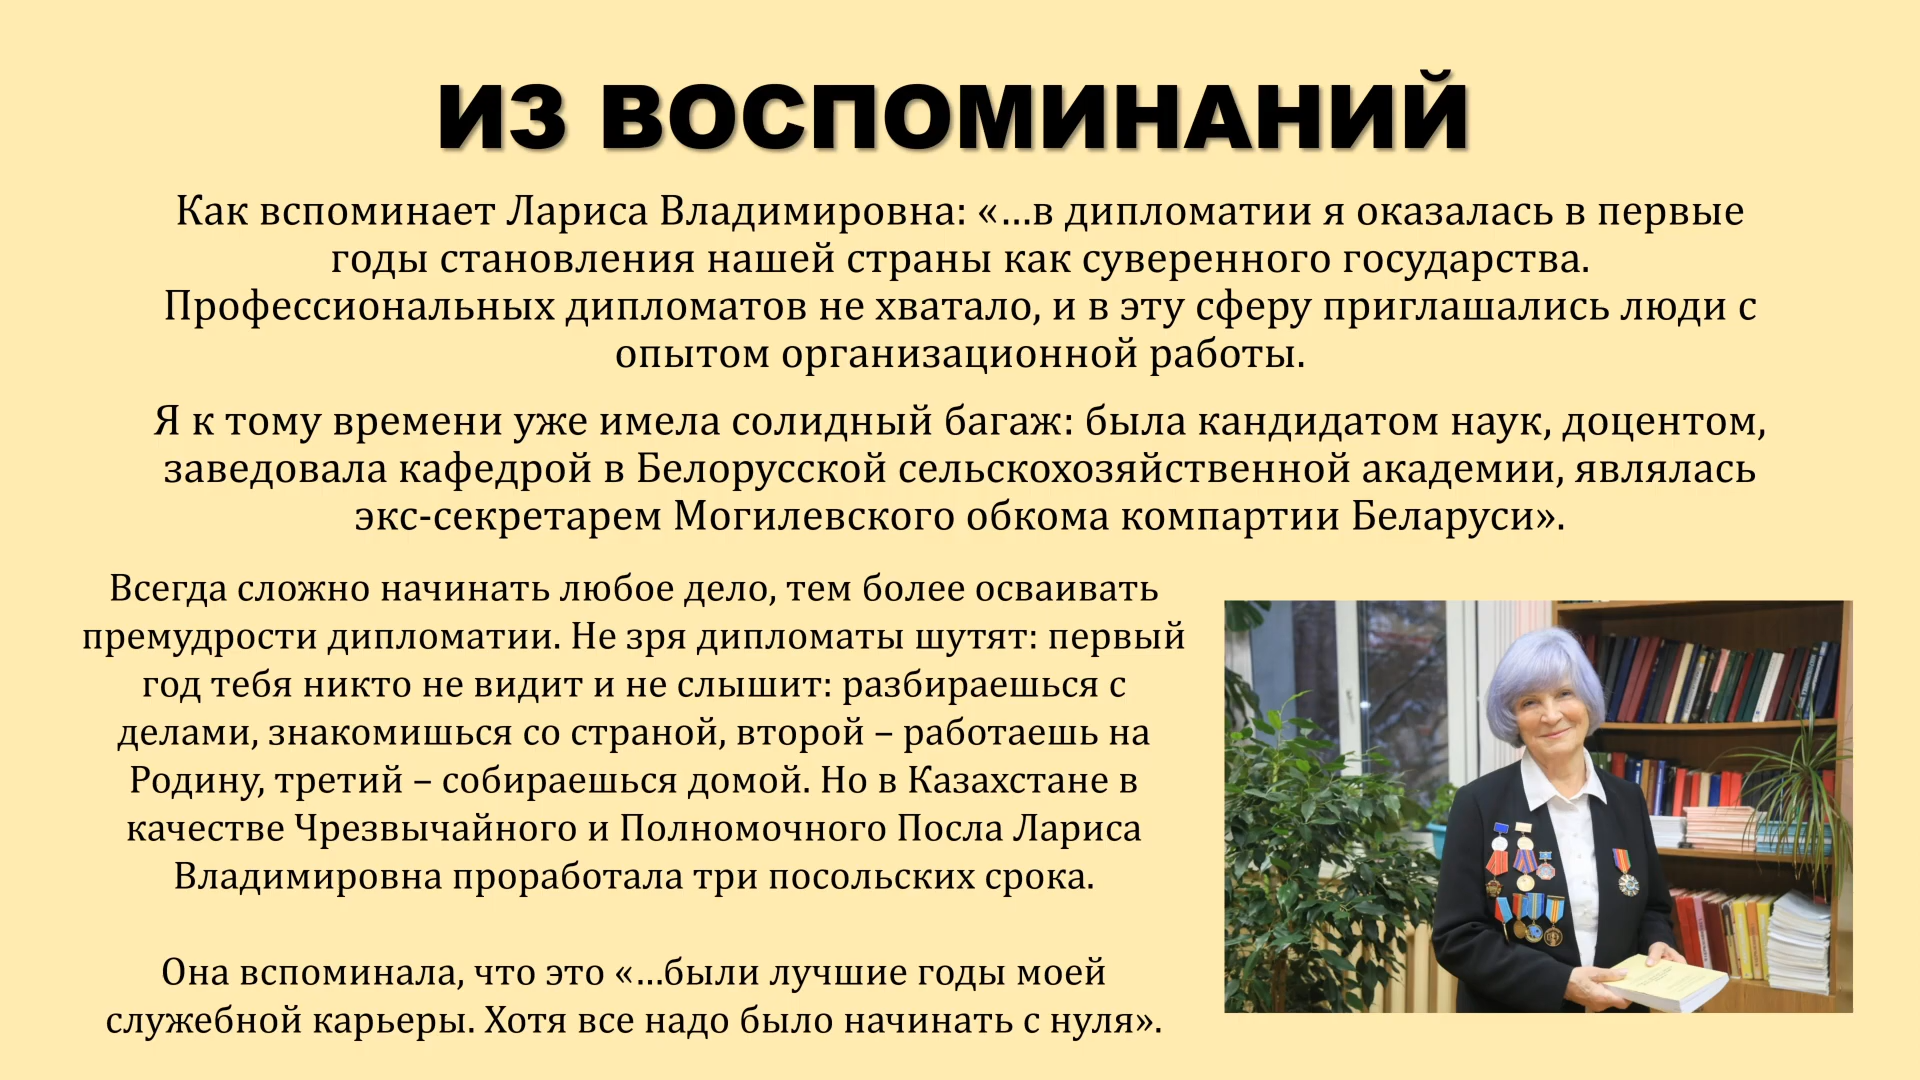 ИЗ ВОСПОМИНАНИЙ
Как вспоминает Лариса Владимировна: «…в дипломатии я оказалась в первые
годы становления нашей страны как суверенного государства.
Профессиональных дипломатов не хватало, и в эту сферу приглашались люди с
опытом организационной работы.
Я к тому времени уже имела солидный багаж: была кандидатом наук, доцентом,
заведовала кафедрой в Белорусской сельскохозяйственной академии, являлась
экс-секретарем Могилевского обкома компартии Беларуси».
Всегда сложно начинать любое дело, тем более осваивать
премудрости дипломатии. Не зря дипломаты шутят: первый
год тебя никто не видит и не слышит: разбираешься с
делами, знакомишься со страной, второй – работаешь на
Родину, третий – собираешься домой. Но в Казахстане в
качестве Чрезвычайного и Полномочного Посла Лариса
Владимировна проработала три посольских срока.
Она вспоминала, что это «…были лучшие годы моей
служебной карьеры. Хотя все надо было начинать с нуля».